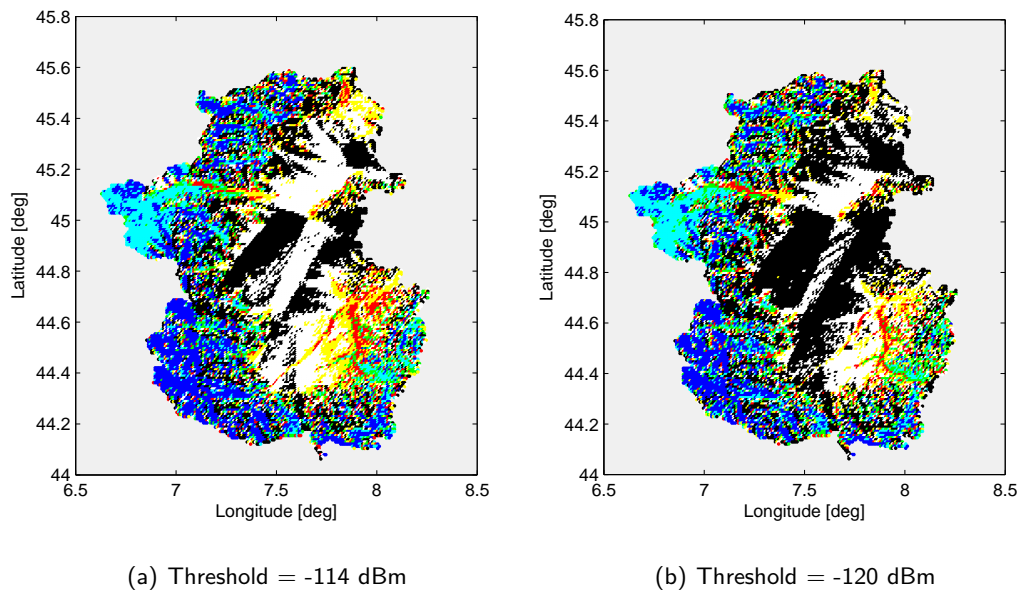 45.8
45.6
45.4
45.2
45
44.8
44.6
44.4
44.2
44
6.5 7 7.5 8 8.5
Latitude [deg]
Longitude [deg]
(a) Threshold = -114 dBm
45.8
45.6
45.4
45.2
45
44.8
44.6
44.4
44.2
44
6.5 7 7.5 8 8.5
Latitude [deg]
Longitude [deg]
(b) Threshold = -120 dBm